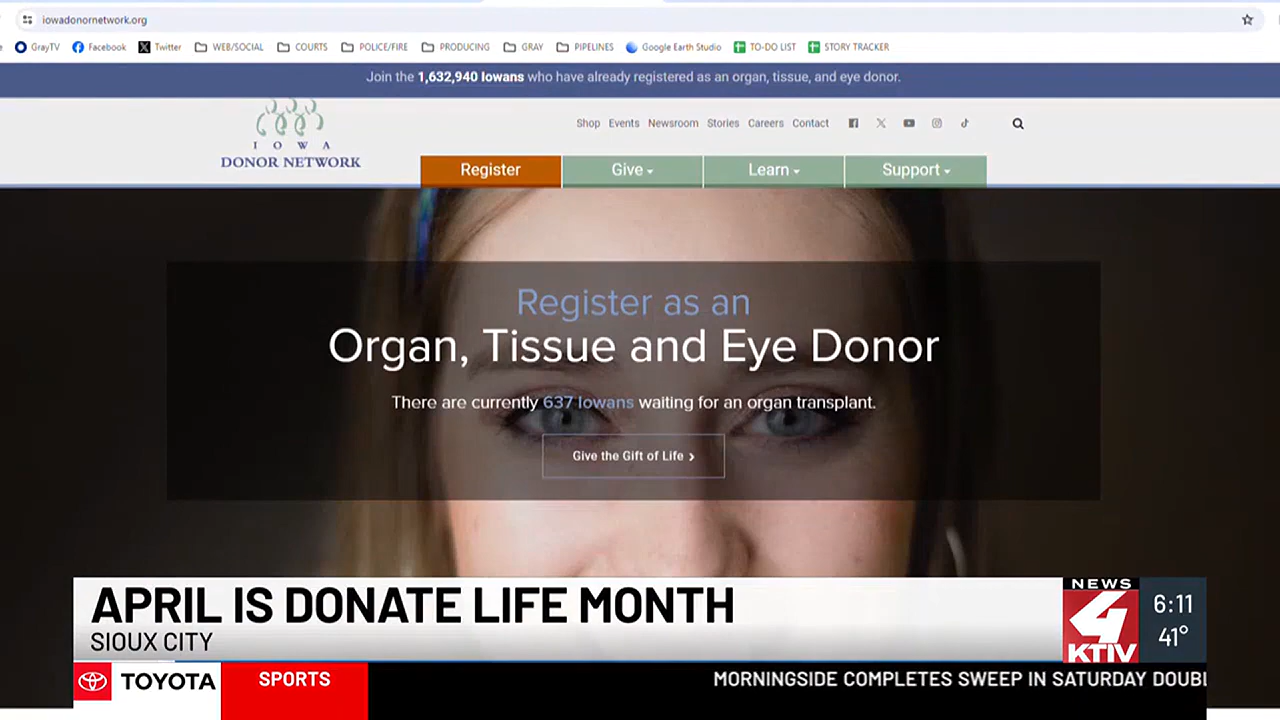 iowadonornetwork.org
GrayTV Facebook Twitter WEB/SOCIAL COURTS POLICE/FIRE PRODUCING GRAY PIPELINES Google Earth Studio TO-DO LIST STORY TRACKER
Join the 1,632,940 Iowans who have already registered as an organ, tissue, and eye donor.
Shop Events Newsroom Stories Careers Contact
IOWA
DONOR NETWORK
Register Give Learn Support
Register as an
Organ, Tissue and Eye Donor
There are currently 637 Iowans waiting for an organ transplant.
Give the Gift of Life ›
APRIL IS DONATE LIFE MONTH
SIOUX CITY
NEWS
4
KTIV
6:11
41°
TOYOTA
SPORTS
MORNINGSIDE COMPLETES SWEEP IN SATURDAY DOUBL